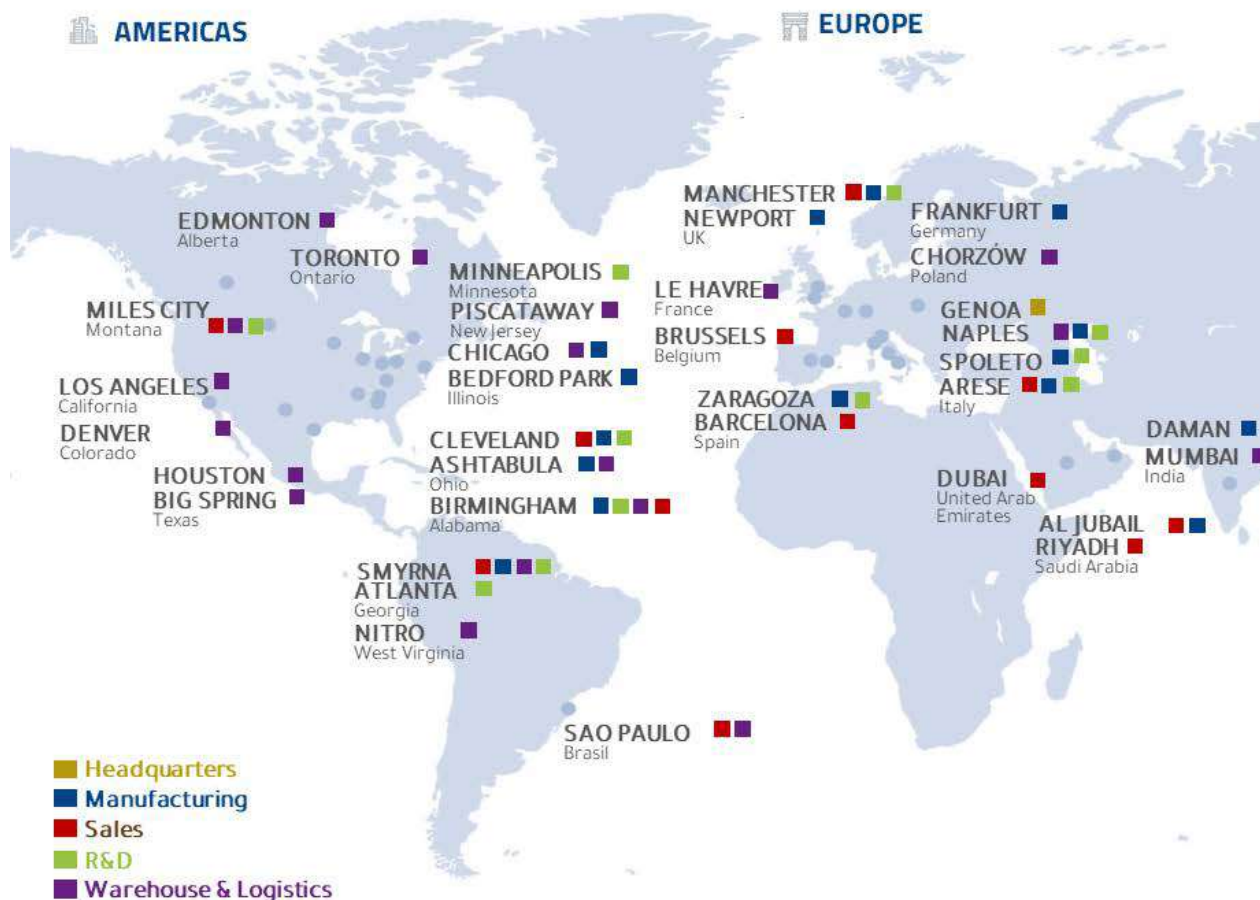 AMERICAS
EUROPE
EDMONTON
Alberta
TORONTO
Ontario
MILES CITY
Montana
LOS ANGELES
California
DENVER
Colorado
HOUSTON
BIG SPRING
Texas
MINNEAPOLIS
Minnesota
PISCATAWAY
New Jersey
CHICAGO
BEDFORD PARK
Illinois
CLEVELAND
ASHTABULA
Ohio
BIRMINGHAM
Alabama
SMYRNA
ATLANTA
Georgia
NITRO
West Virginia
SAO PAULO
Brasil
MANCHESTER
NEWPORT
UK
LE HAVRE
France
BRUSSELS
Belgium
ZARAGOZA
BARCELONA
Spain
FRANKFURT
Germany
CHORZÓW
Poland
GENOA
NAPLES
SPOLETO
ARESE
Italy
DUBAI
United Arab
Emirates
DAMAN
MUMBAI
India
AL JUBAIL
RIYADH
Saudi Arabia
Headquarters
Manufacturing
Sales
R&D
Warehouse & Logistics